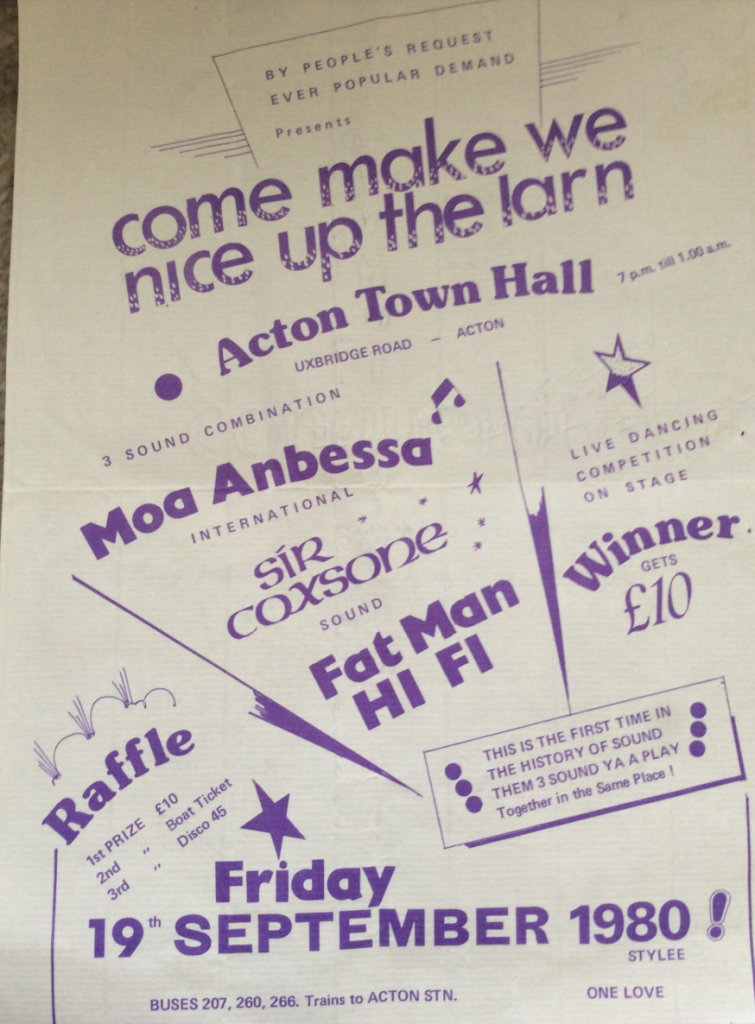 BY PEOPLE'S REQUEST
EVER POPULAR DEMAND
Presents
come make we
nice up the larn
Acton Town Hall 7 p.m. till 1.00 a.m.
UXBRIDGE ROAD — ACTON
3 SOUND COMBINATION
Moa Anbessa
INTERNATIONAL
SIR
COXSONE
SOUND
Fat Man
HI FI
LIVE DANCING
COMPETITION
ON STAGE
Winner
GETS
£10
THIS IS THE FIRST TIME IN
THE HISTORY OF SOUND
THEM 3 SOUND YA A PLAY
Together in the Same Place !
Raffle
1st PRIZE £10
2nd " Boat Ticket
3rd " Disco 45
Friday
19th SEPTEMBER 1980 !
STYLEE
BUSES 207, 260, 266. Trains to ACTON STN.
ONE LOVE